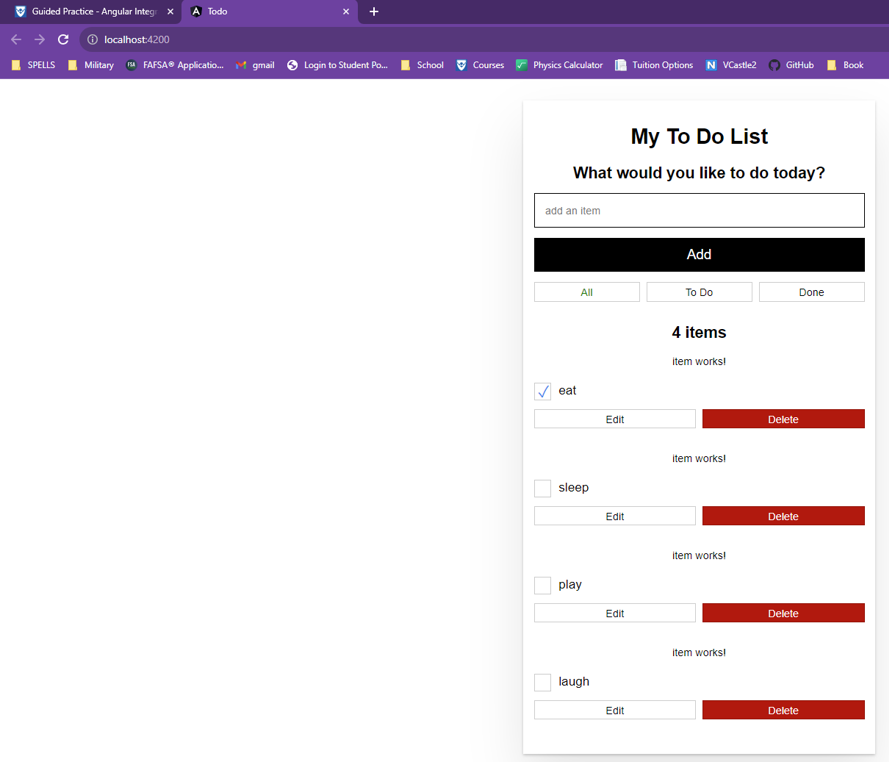 Guided Practice - Angular Integ
Todo
localhost:4200
SPELLS
Military
FAFSA® Applicatio...
gmail
Login to Student Po...
School
Courses
Physics Calculator
Tuition Options
VCastle2
GitHub
Book
My To Do List
What would you like to do today?
add an item
Add
All
To Do
Done
4 items
item works!
eat
Edit
Delete
item works!
sleep
Edit
Delete
item works!
play
Edit
Delete
item works!
laugh
Edit
Delete